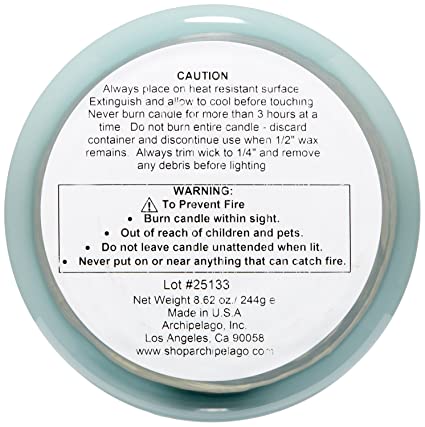 CAUTION
Always place on heat resistant surface
Extinguish and allow to cool before touching
Never burn candle for more than 3 hours at a
time. Do not burn entire candle - discard
container and discontinue use when 1/2" wax
remains. Always trim wick to 1/4" and remove
any debris before lighting
WARNING:
⚠ To Prevent Fire
• Burn candle within sight.
• Out of reach of children and pets.
• Do not leave candle unattended when lit.
• Never put on or near anything that can catch fire.
Lot #25133
Net Weight 8.62 oz./ 244g e
Made in U.S.A
Archipelago, Inc.
Los Angeles, Ca 90058
www.shoparchipelago.com